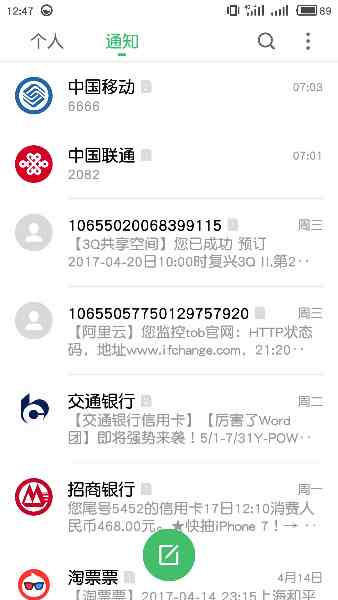 12:47
89
个人
通知
中国移动
07:03
6666
中国联通
07:01
2082
10655020068399115
周三
【3Q共享空间】您已成功 预订
2017-04-20日10:00时复兴3Q II.第2···
10655057750129757920
周三
【阿里云】您监控tob官网：HTTP状态
码，地址www.ifchange.com，21:20···
交通银行
周二
【交通银行信用卡】【厉害了Word
团】即将强势来袭！5/1-7/31Y-POW···
招商银行
周一
您尾号5452的信用卡17日12:10消费人
民币468.00元。★快抽iPhone 7！→ ···
淘票票
4月14日
2017-04-14 23:15上海和平